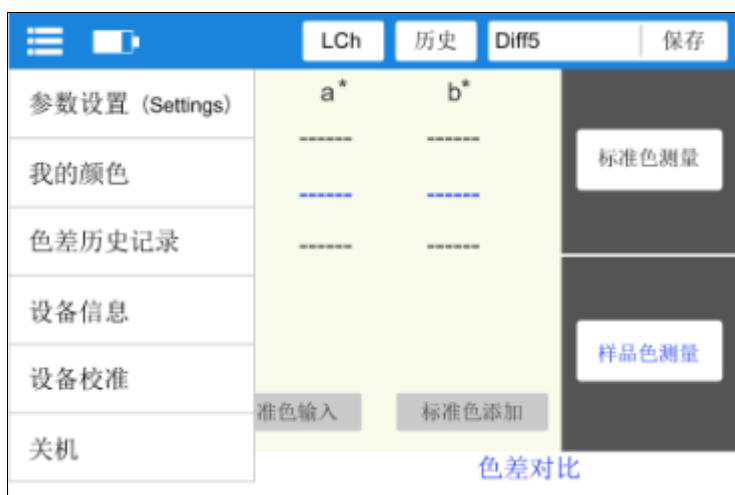 LCh 历史 Diff5 保存
参数设置（Settings）
我的颜色
色差历史记录
设备信息
设备校准
关机
a* b*
------ ------
------ ------
------ ------
准色输入 标准色添加
标准色测量
样品色测量
色差对比